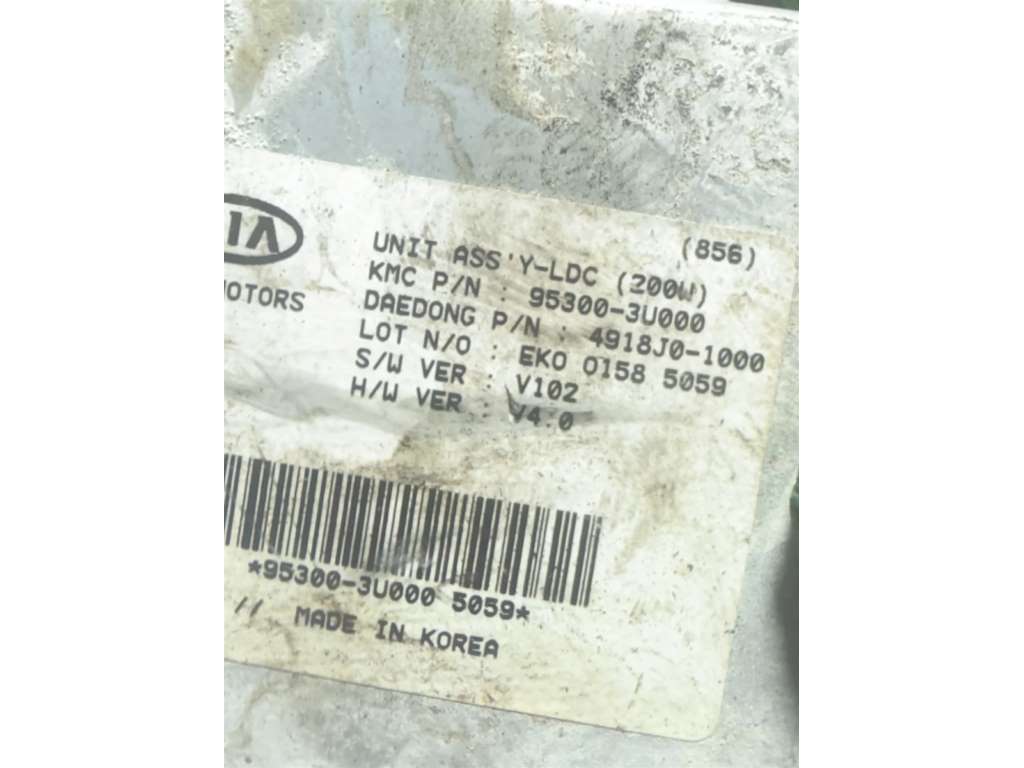 (856)
KIA
UNIT ASS'Y-LDC (200W)
MOTORS
KMC P/N : 95300-3U000
DAEDONG P/N : 4918J0-1000
LOT N/O : EKO 0158 5059
S/W VER : V102
H/W VER : V4.0
*95300-3U000 5059*
// MADE IN KOREA